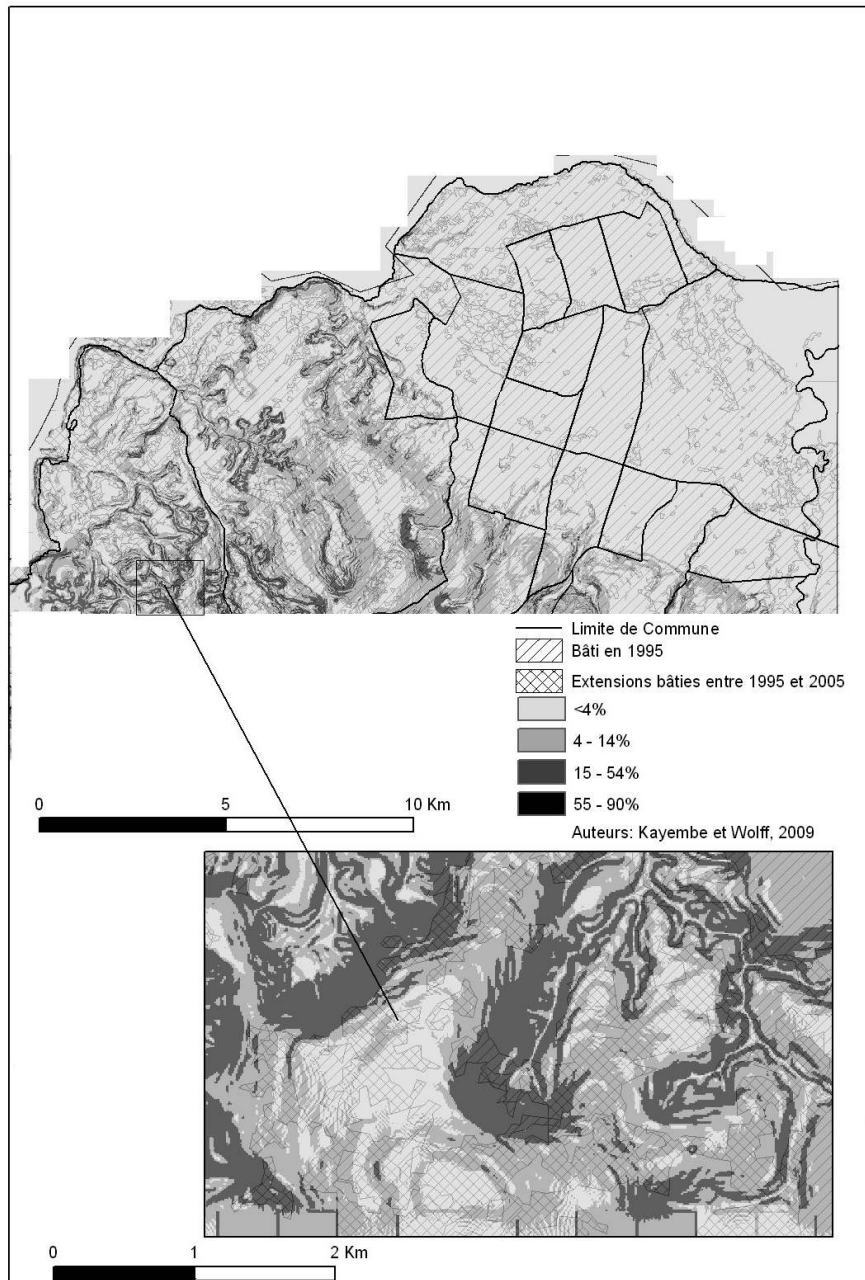 Limite de Commune
Bâti en 1995
Extensions bâties entre 1995 et 2005
<4%
4 - 14%
15 - 54%
55 - 90%
0 5 10 Km
Auteurs: Kayembe et Wolff, 2009
0 1 2 Km